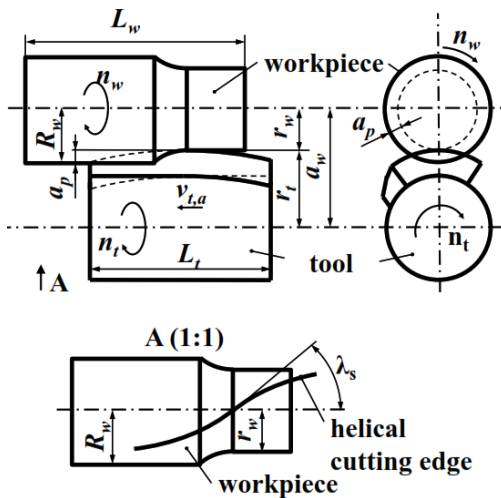 L_w
n_w
workpiece
n_w
R_w
r_w
a_w
a_p
a_p
v_{t,a}
r_t
n_t
L_t
n_t
tool
A
A (1:1)
λ_s
R_w
r_w
helical
cutting edge
workpiece